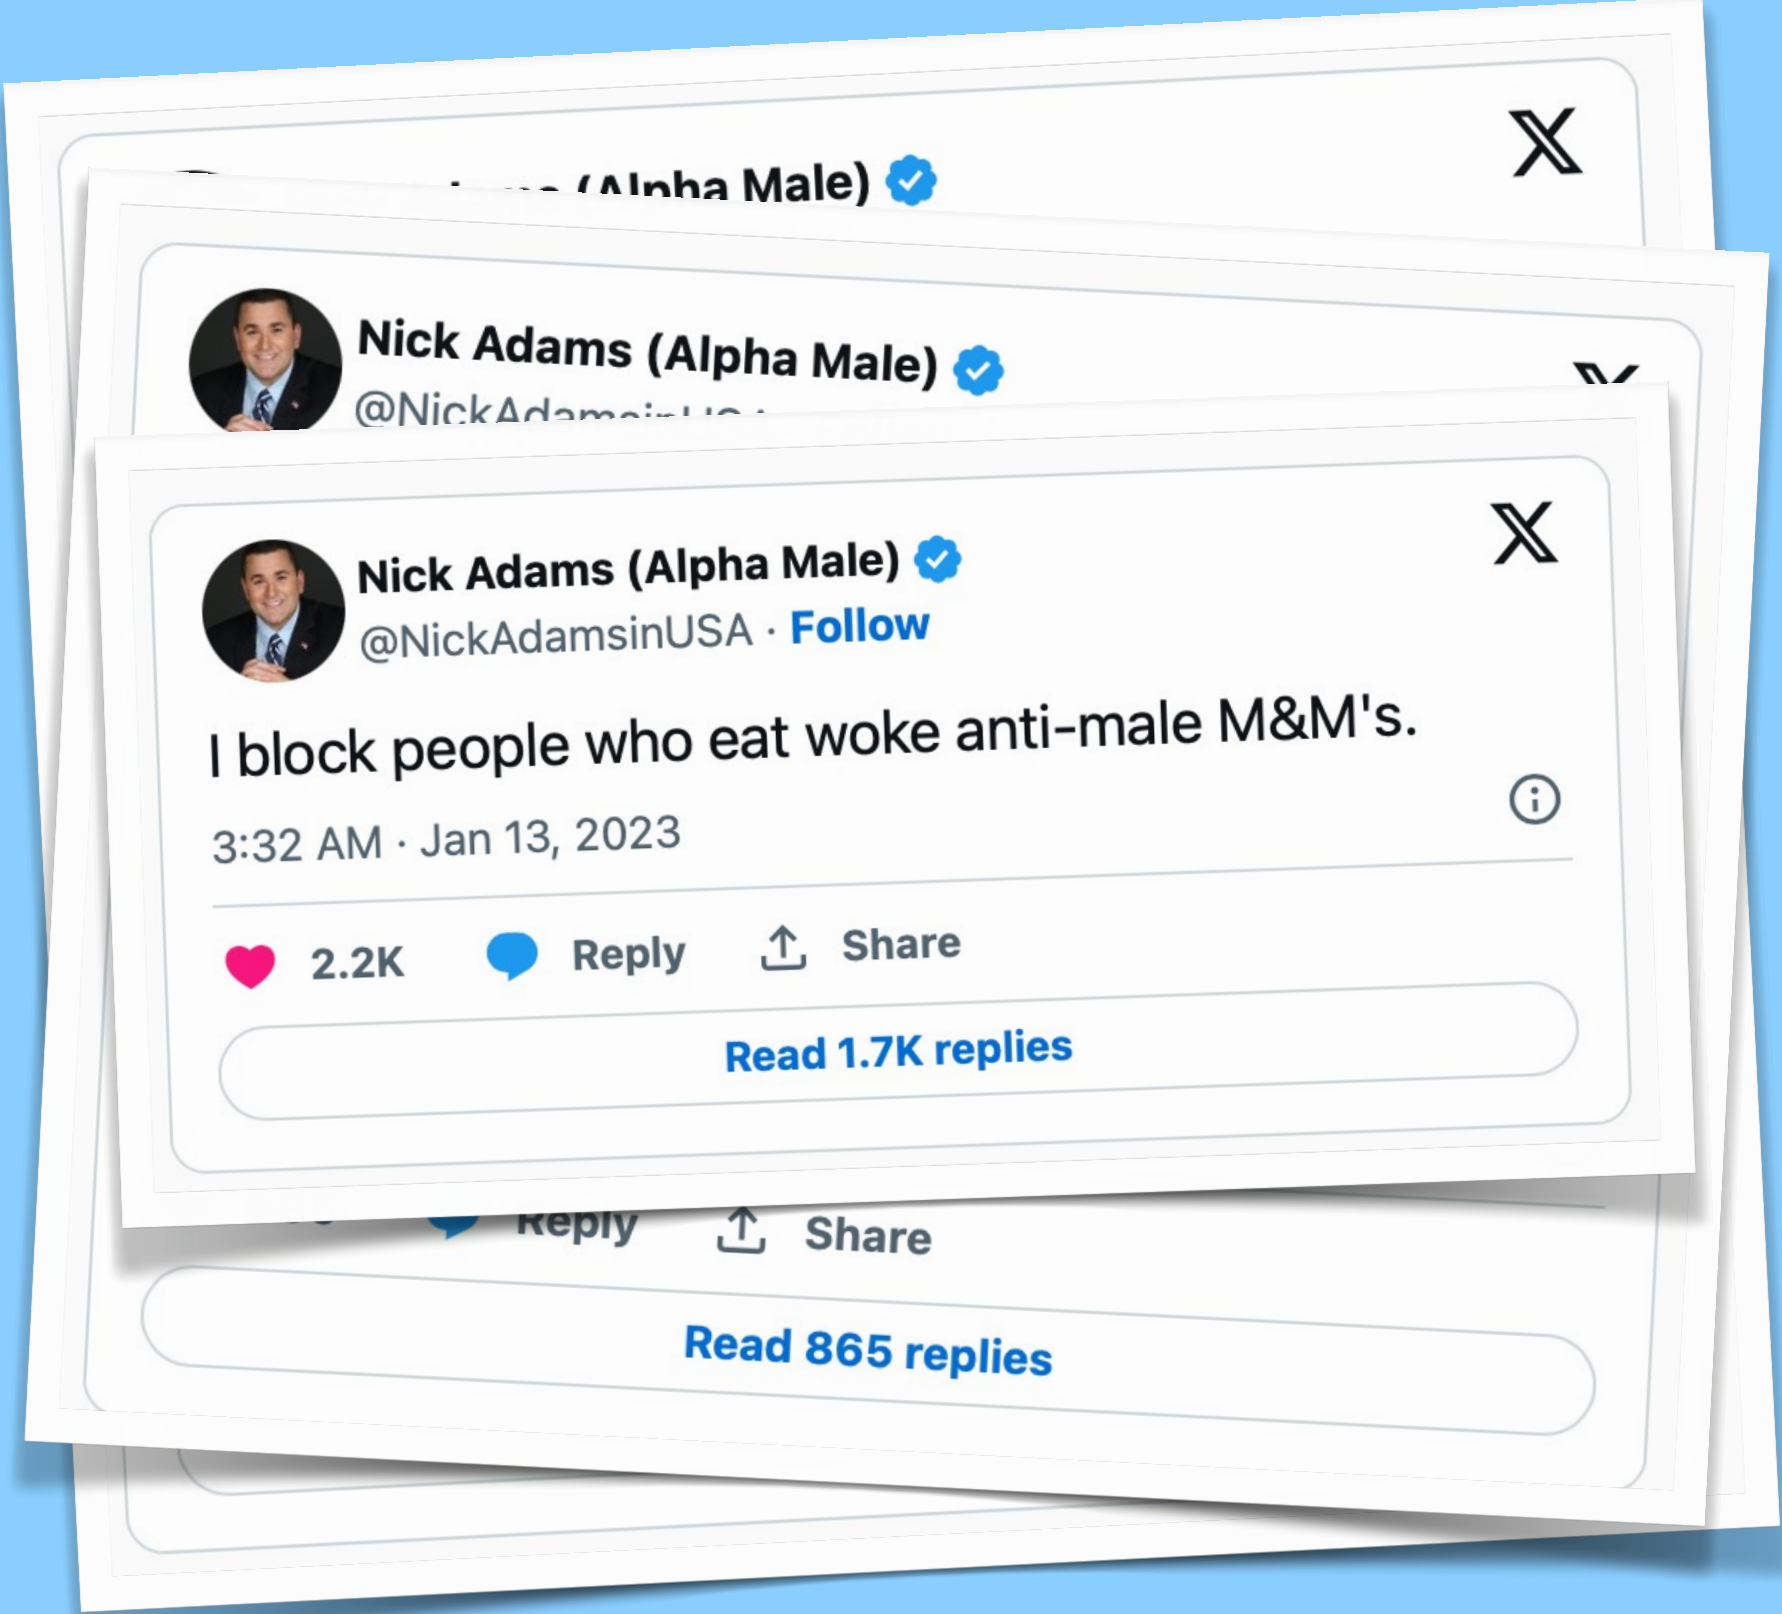 (Alpha Male)
Nick Adams (Alpha Male)
@NickAdamsinUSA
Nick Adams (Alpha Male)
@NickAdamsinUSA · Follow
I block people who eat woke anti-male M&M's.
3:32 AM · Jan 13, 2023
2.2K Reply Share
Read 1.7K replies
Reply Share
Read 865 replies